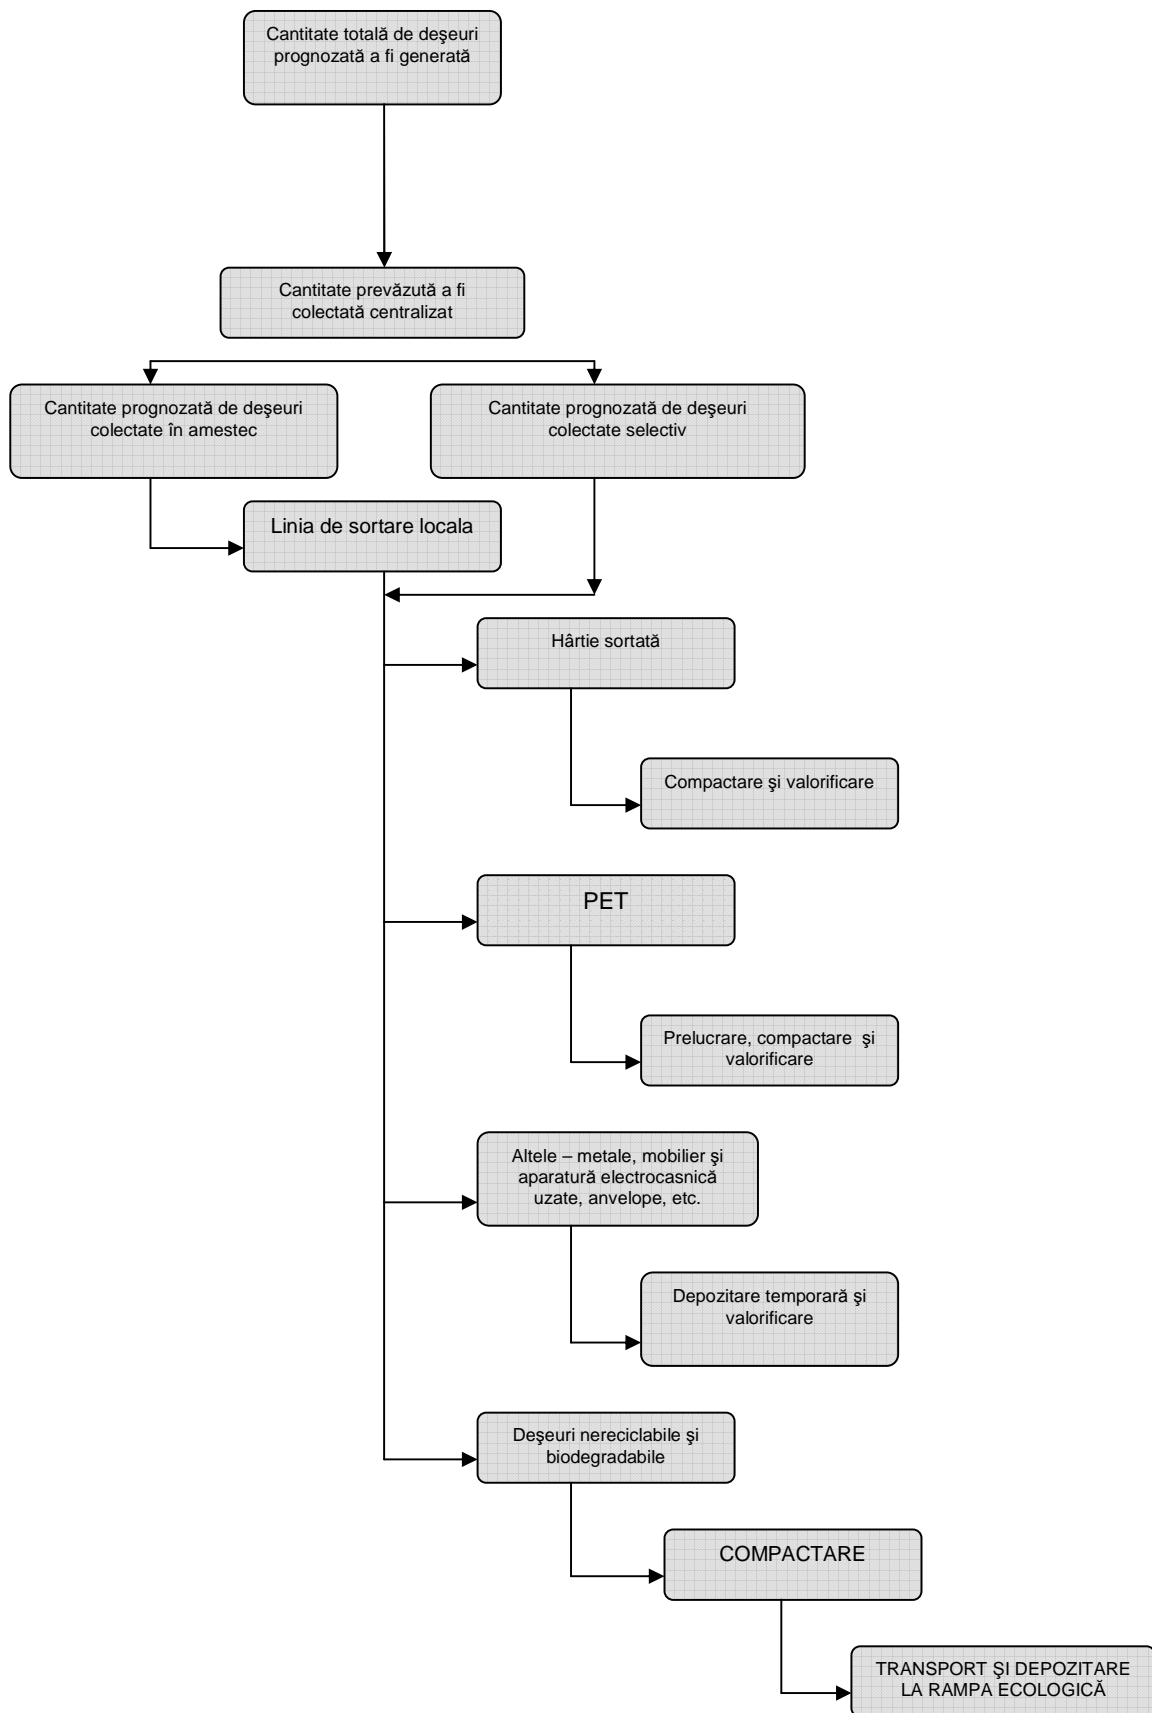 Cantitate totală de deşeuri
prognozată a fi generată
Cantitate prevăzută a fi
colectată centralizat
Cantitate prognozată de deşeuri
colectate în amestec
Cantitate prognozată de deşeuri
colectate selectiv
Linia de sortare locala
Hârtie sortată
Compactare şi valorificare
PET
Prelucrare, compactare şi
valorificare
Altele – metale, mobilier şi
aparatură electrocasnică
uzate, anvelope, etc.
Depozitare temporară şi
valorificare
Deşeuri nereciclabile şi
biodegradabile
COMPACTARE
TRANSPORT ŞI DEPOZITARE
LA RAMPA ECOLOGICĂ